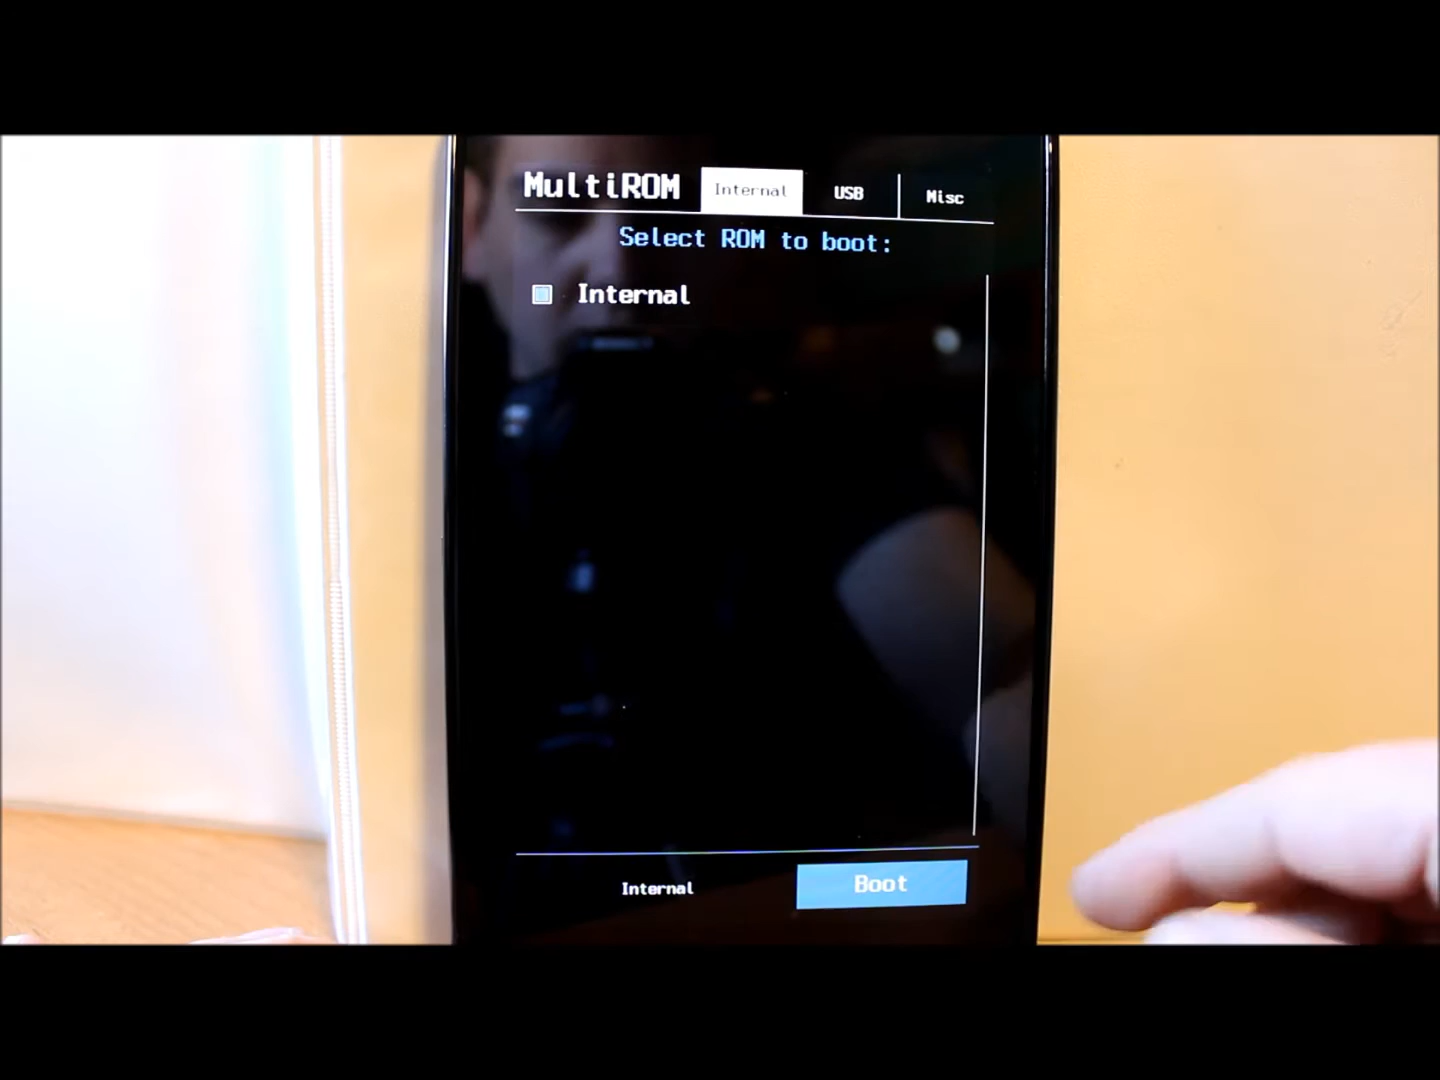 MultiROM Internal USB Misc
Select ROM to boot:
Internal
Internal Boot